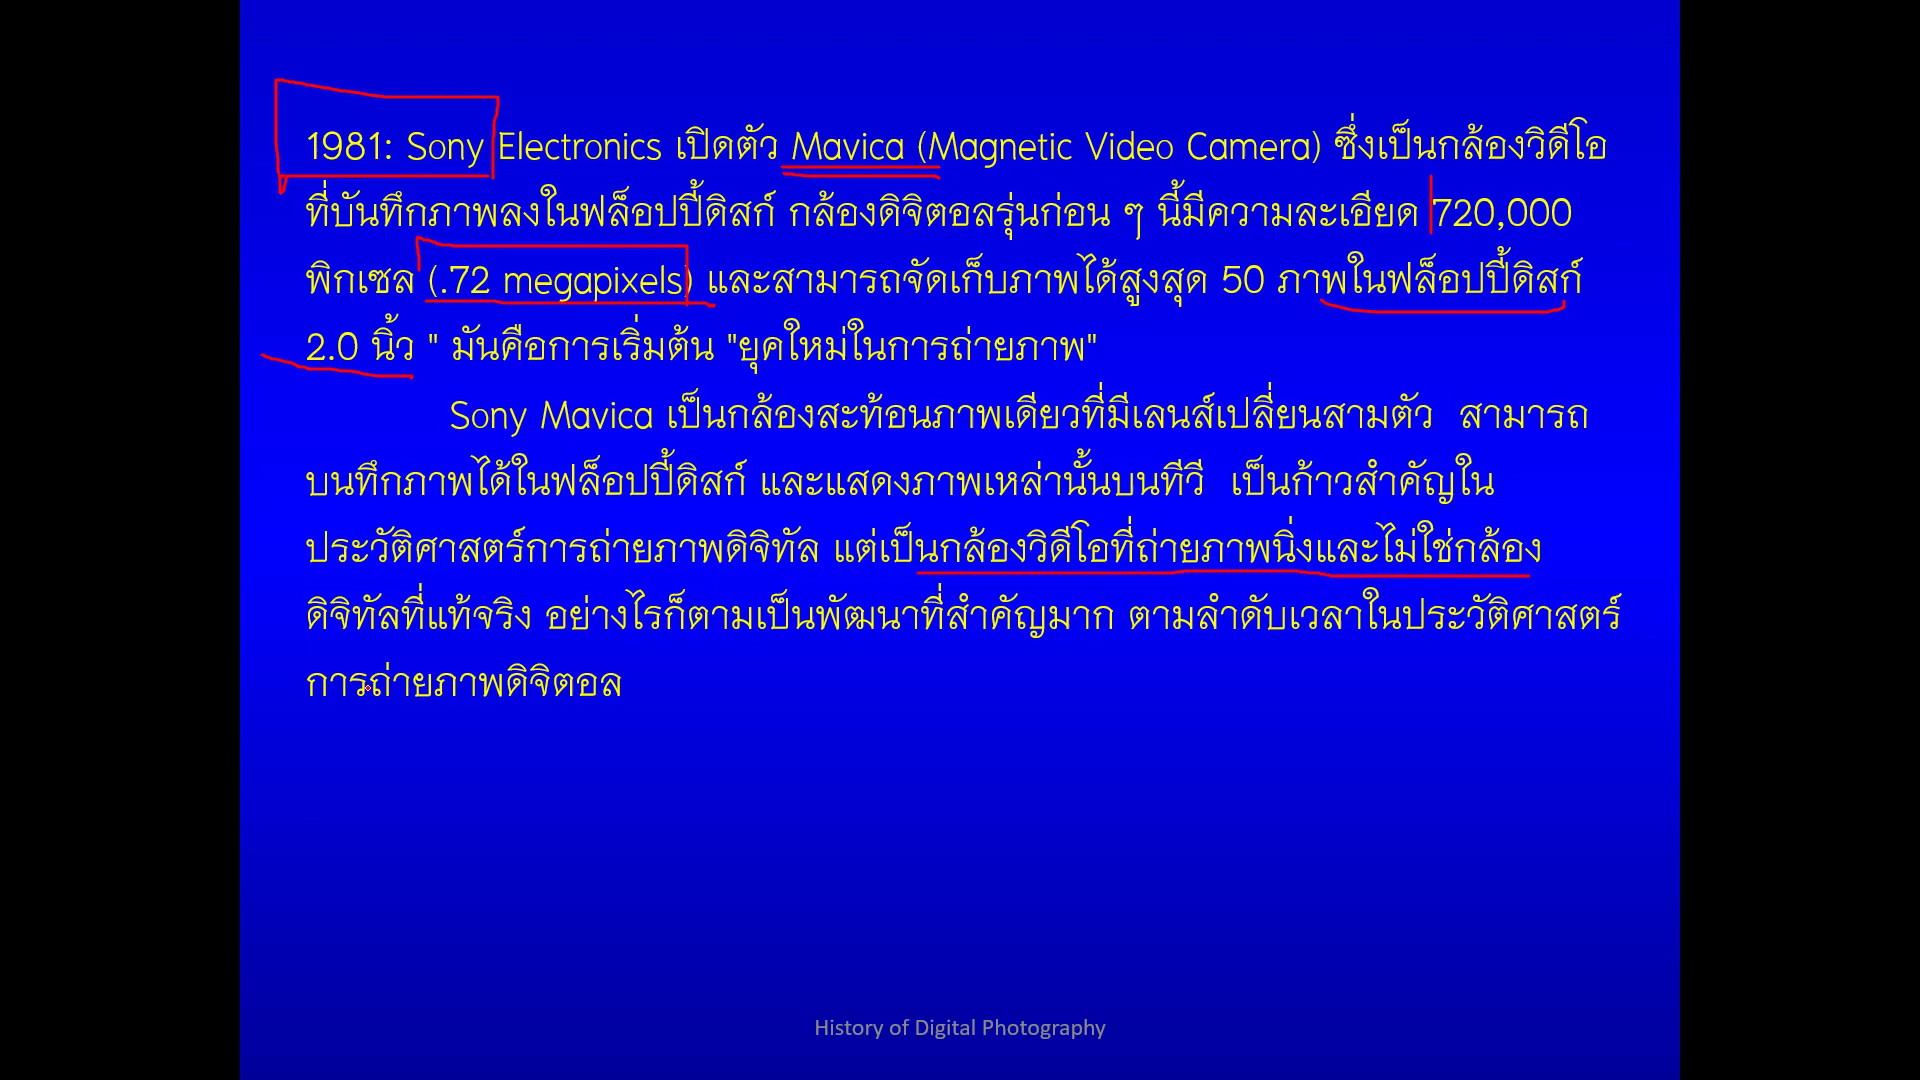 1981: Sony Electronics เปิดตัว Mavica (Magnetic Video Camera) ซึ่งเป็นกล้องวิดีโอ
ที่บันทึกภาพลงในฟล็อปปี้ดิสก์ กล้องดิจิตอลรุ่นก่อน ๆ นี้มีความละเอียด 720,000
พิกเซล (.72 megapixels) และสามารถจัดเก็บภาพได้สูงสุด 50 ภาพในฟล็อปปี้ดิสก์
2.0 นิ้ว " มันคือการเริ่มต้น "ยุคใหม่ในการถ่ายภาพ"
Sony Mavica เป็นกล้องสะท้อนภาพเดียวที่มีเลนส์เปลี่ยนสามตัว สามารถ
บนทึกภาพได้ในฟล็อปปี้ดิสก์ และแสดงภาพเหล่านั้นบนทีวี เป็นก้าวสำคัญใน
ประวัติศาสตร์การถ่ายภาพดิจิทัล แต่เป็นกล้องวิดีโอที่ถ่ายภาพนิ่งและไม่ใช่กล้อง
ดิจิทัลที่แท้จริง อย่างไรก็ตามเป็นพัฒนาที่สำคัญมาก ตามลำดับเวลาในประวัติศาสตร์
การถ่ายภาพดิจิตอล
History of Digital Photography